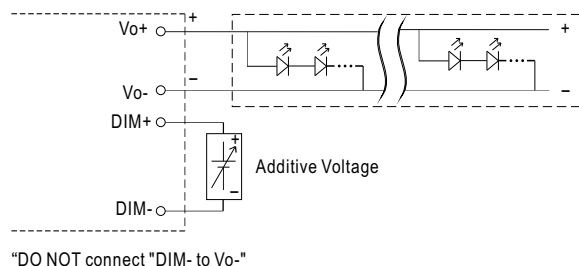 Vo+
+
+
Vo-
−
−
DIM+
+
Additive Voltage
−
DIM-
“DO NOT connect "DIM- to Vo-"